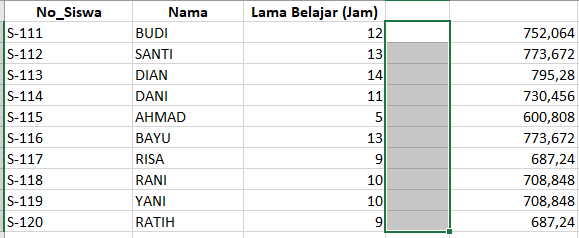 No_Siswa Nama Lama Belajar (Jam)
S-111 BUDI 12 752,064
S-112 SANTI 13 773,672
S-113 DIAN 14 795,28
S-114 DANI 11 730,456
S-115 AHMAD 5 600,808
S-116 BAYU 13 773,672
S-117 RISA 9 687,24
S-118 RANI 10 708,848
S-119 YANI 10 708,848
S-120 RATIH 9 687,24